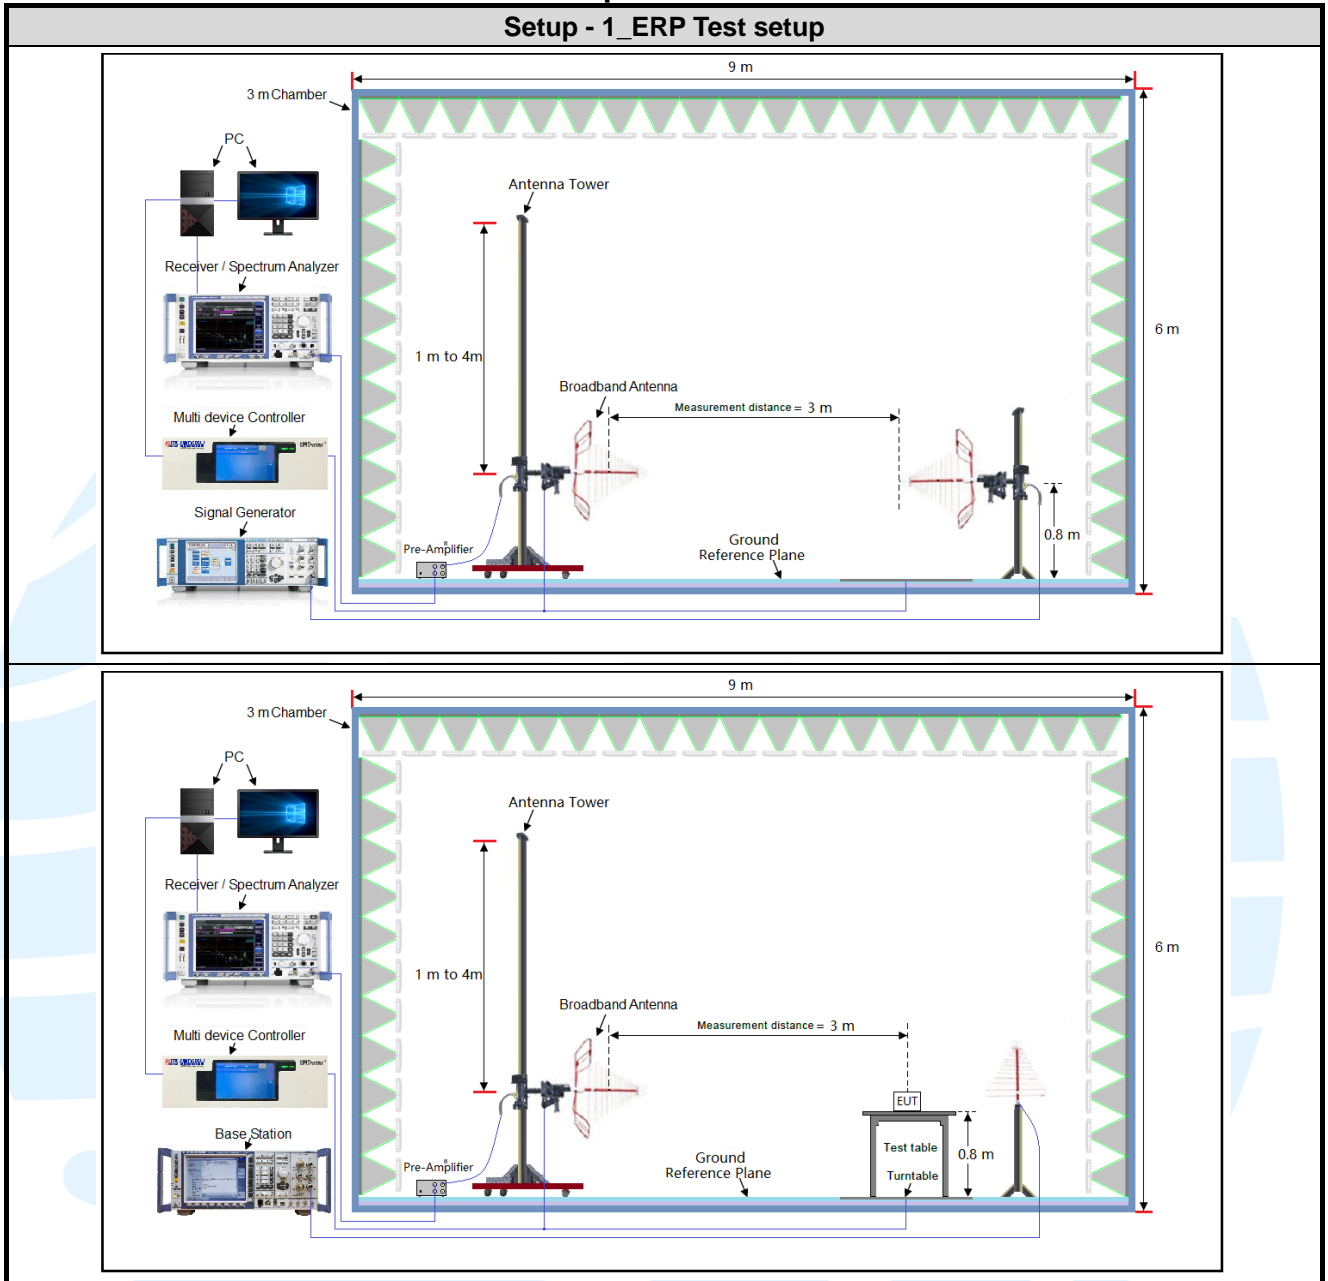 Setup - 1_ERP Test setup
9 m
3 m Chamber
PC
Antenna Tower
Receiver / Spectrum Analyzer
6 m
1 m to 4m
Broadband Antenna
Measurement distance = 3 m
Multi device Controller
Signal Generator
Pre-Amplifier
Ground
Reference Plane
0.8 m
9 m
3 m Chamber
PC
Antenna Tower
Receiver / Spectrum Analyzer
6 m
1 m to 4m
Broadband Antenna
Measurement distance = 3 m
Multi device Controller
EUT
Base Station
Test table
0.8 m
Ground
Reference Plane
Pre-Amplifier
Turntable